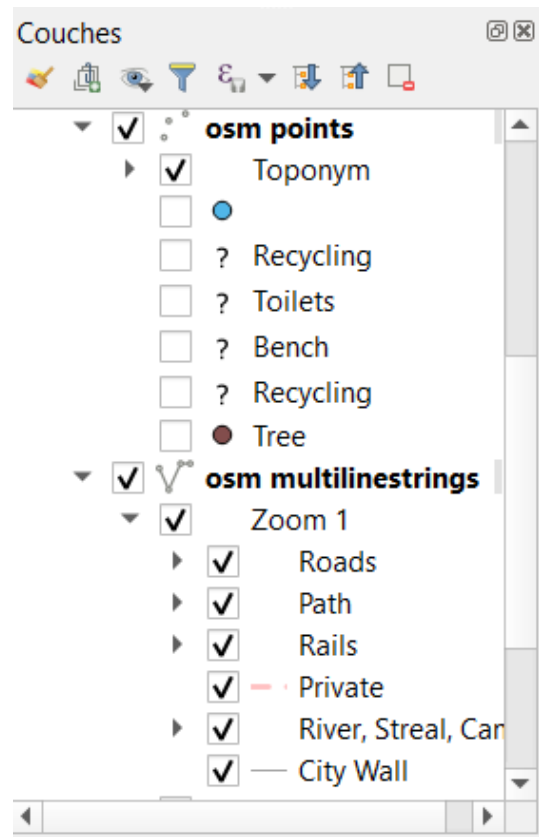 Couches
osm points
Toponym
? Recycling
? Toilets
? Bench
? Recycling
Tree
osm multilinestrings
Zoom 1
Roads
Path
Rails
Private
River, Streal, Can
City Wall